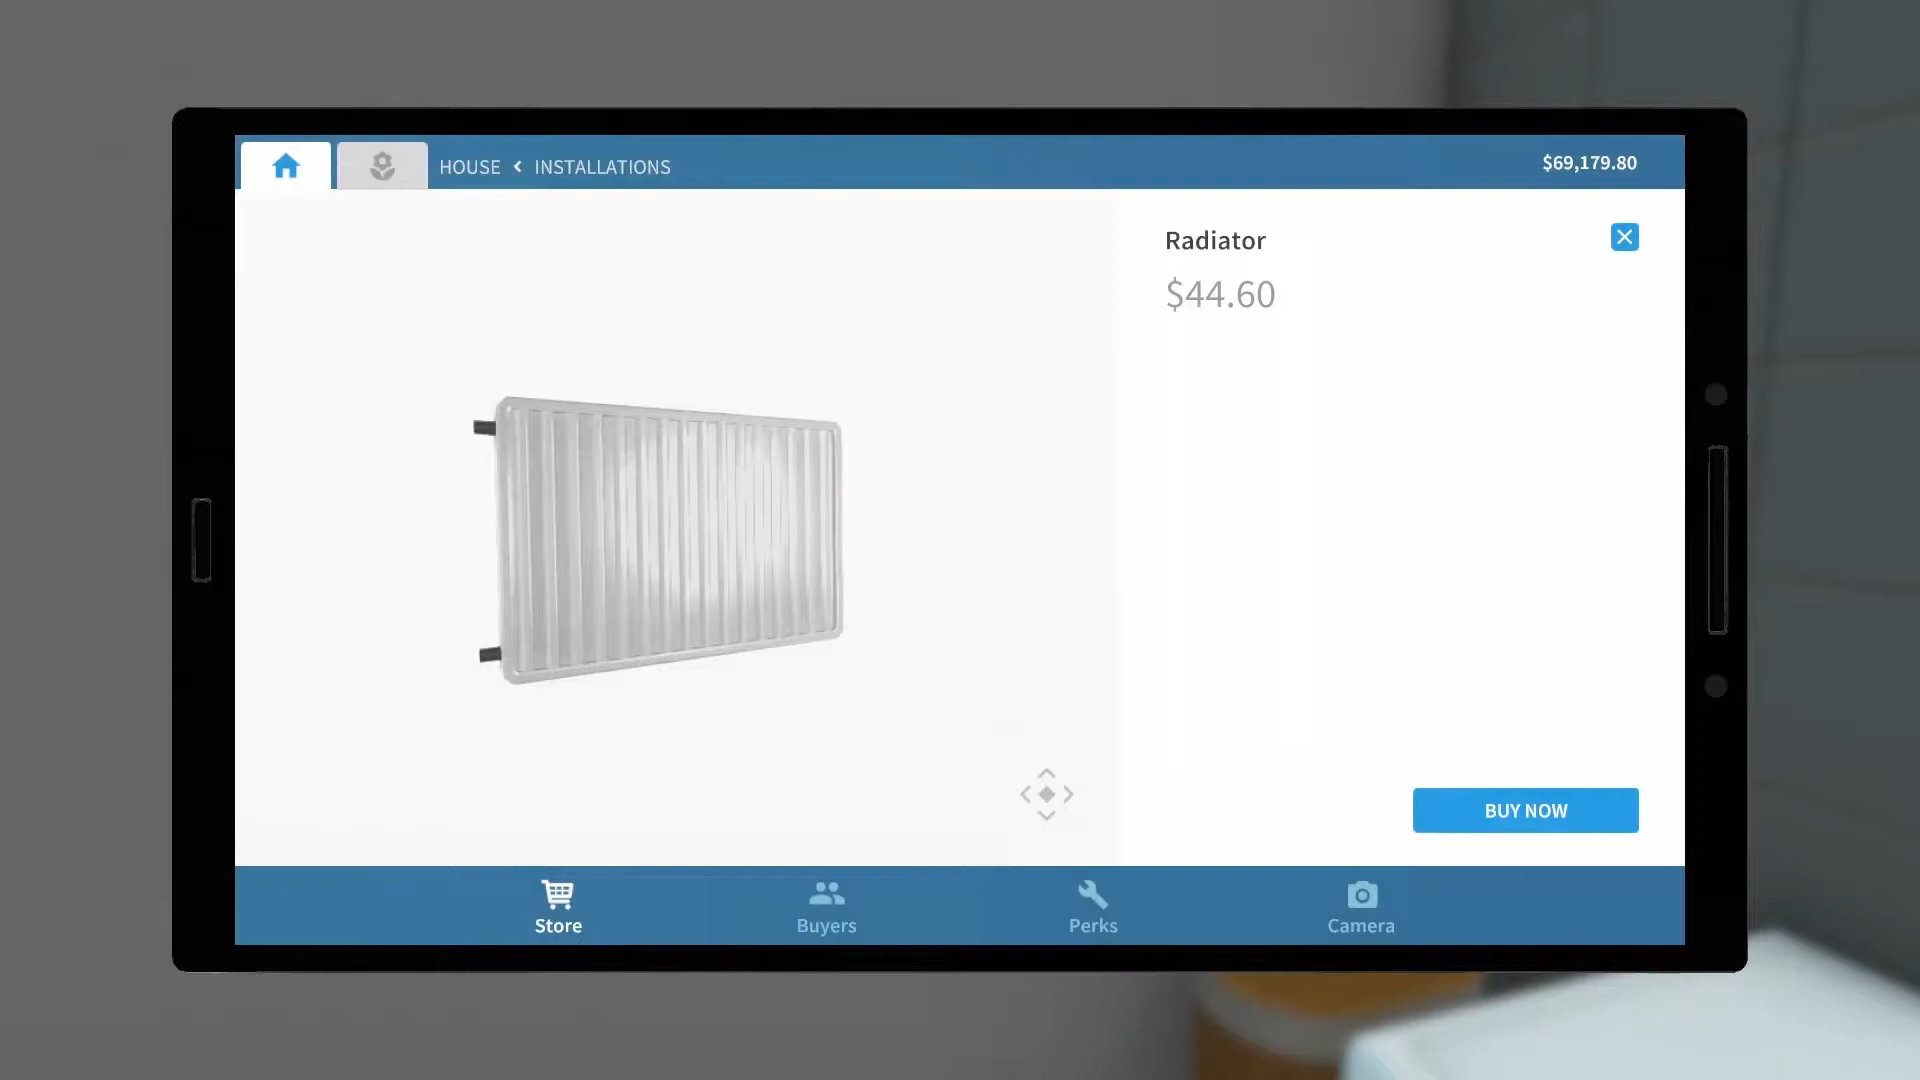 HOUSE < INSTALLATIONS
$69,179.80
Radiator
$44.60
BUY NOW
Store
Buyers
Perks
Camera